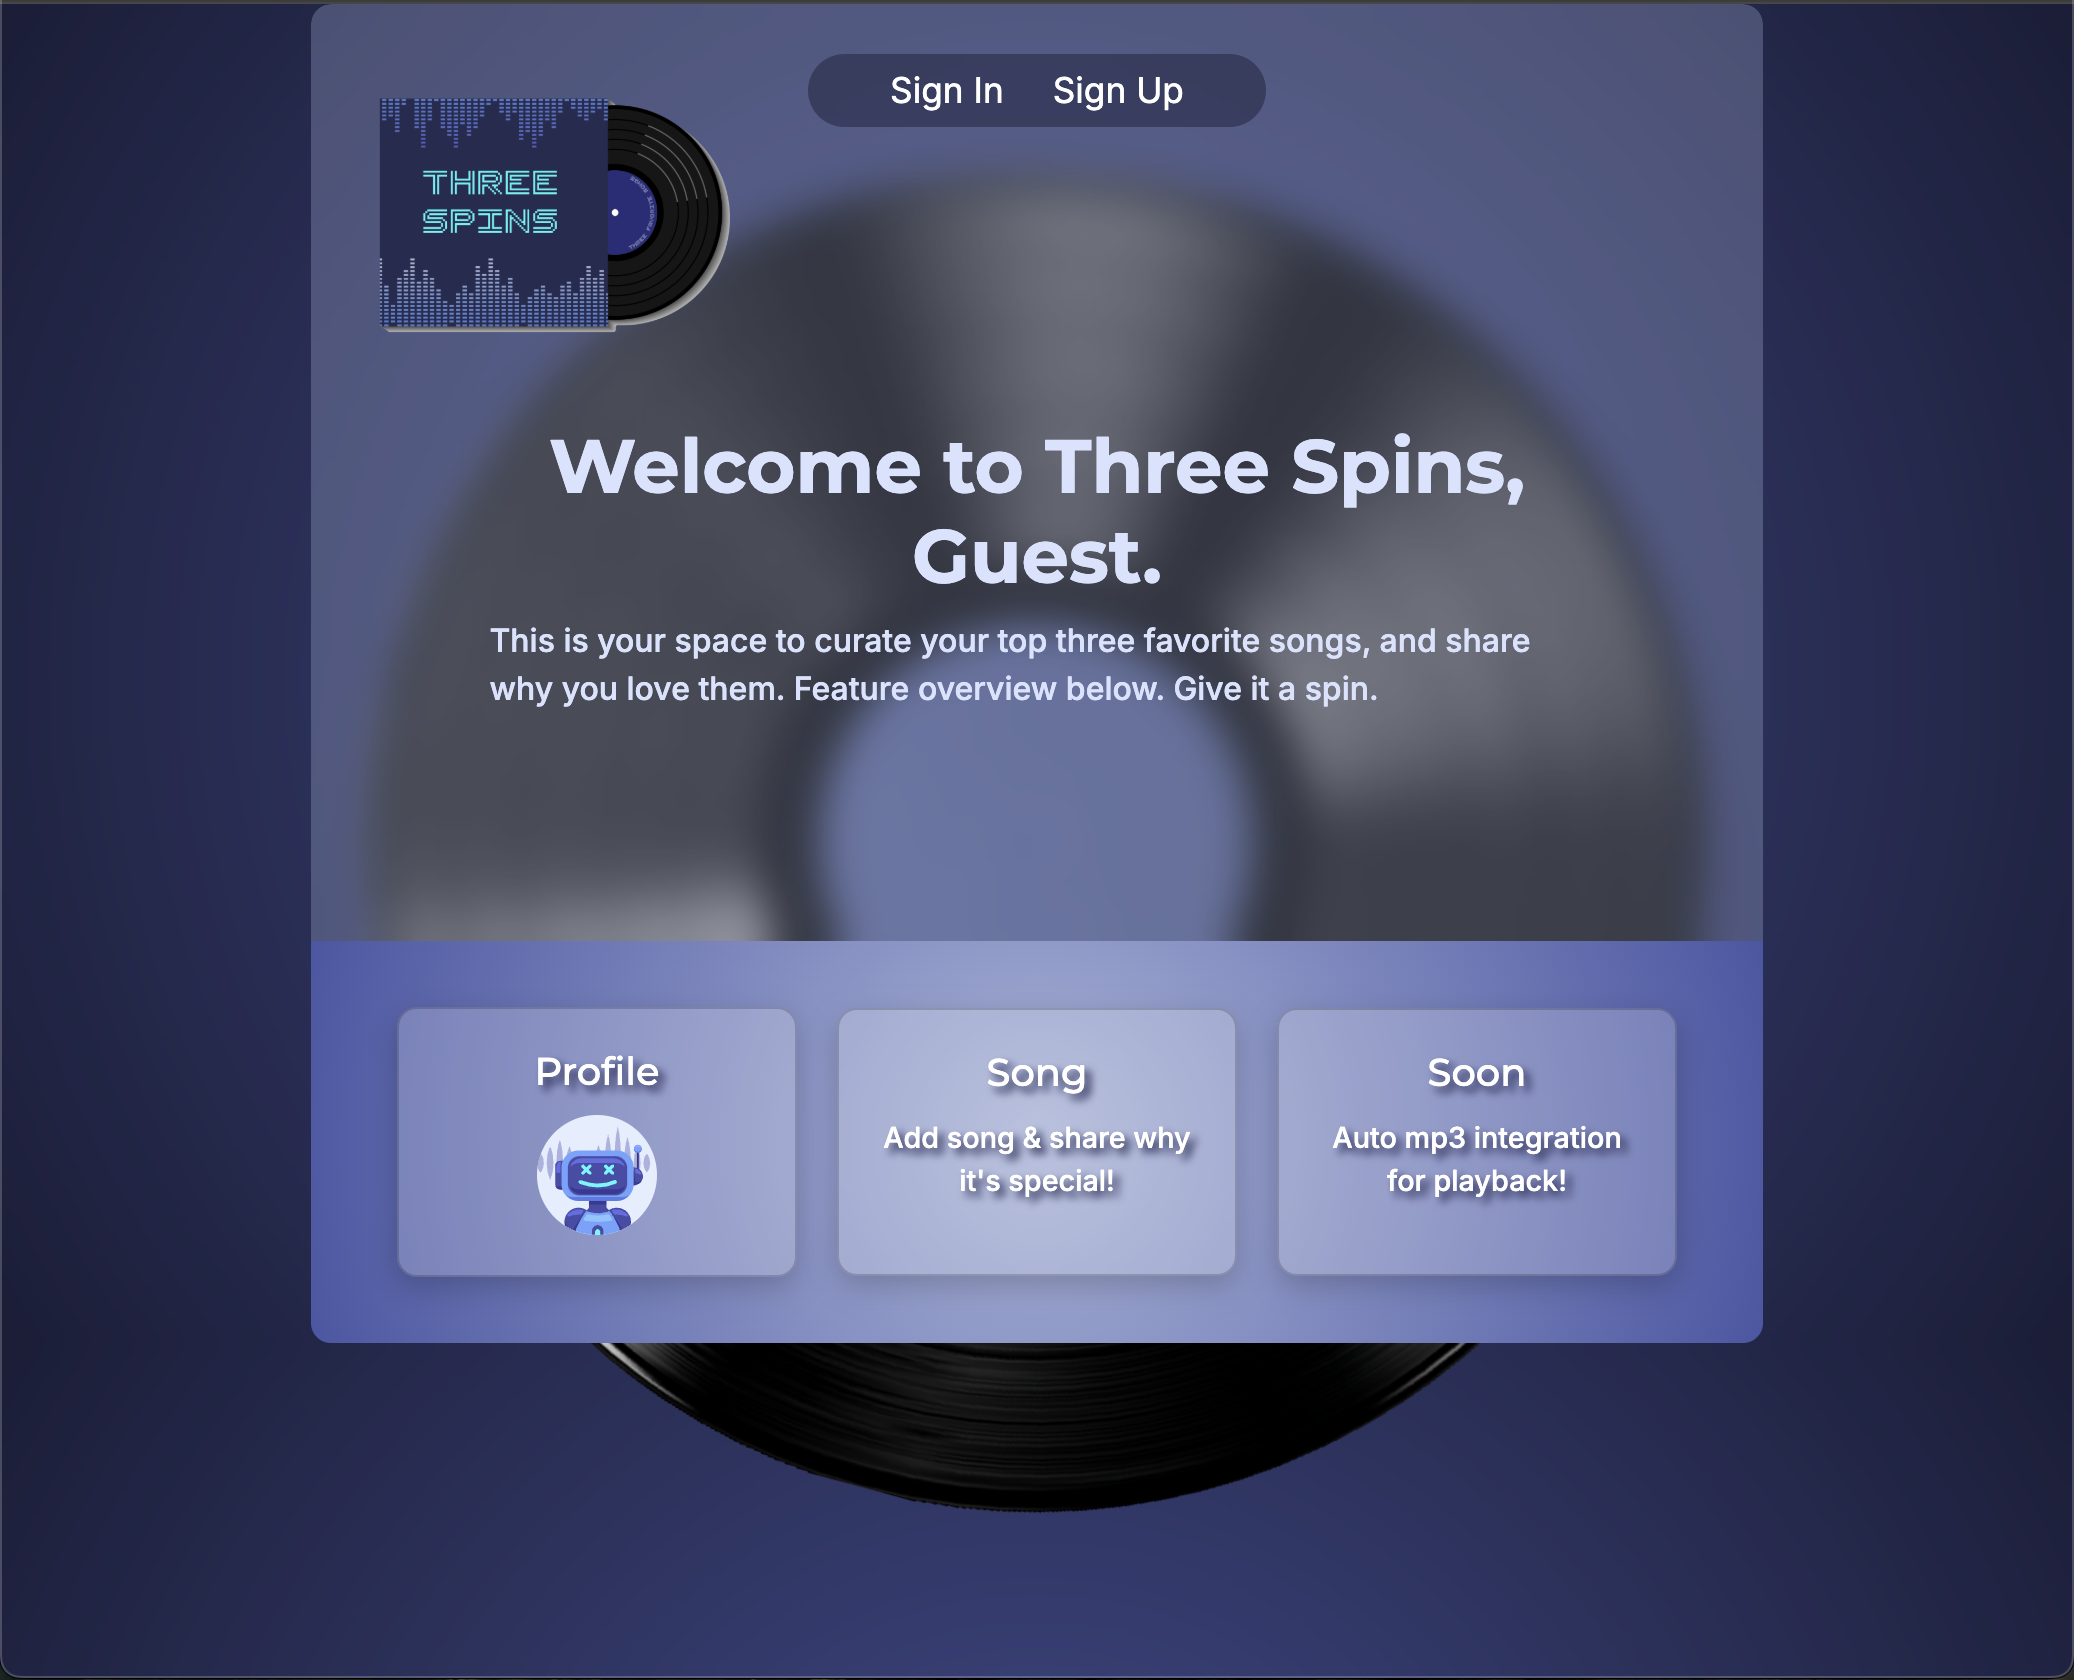 Sign In Sign Up
THREE
SPINS
Welcome to Three Spins,
Guest.
This is your space to curate your top three favorite songs, and share
why you love them. Feature overview below. Give it a spin.
Profile
Song
Add song & share why
it's special!
Soon
Auto mp3 integration
for playback!